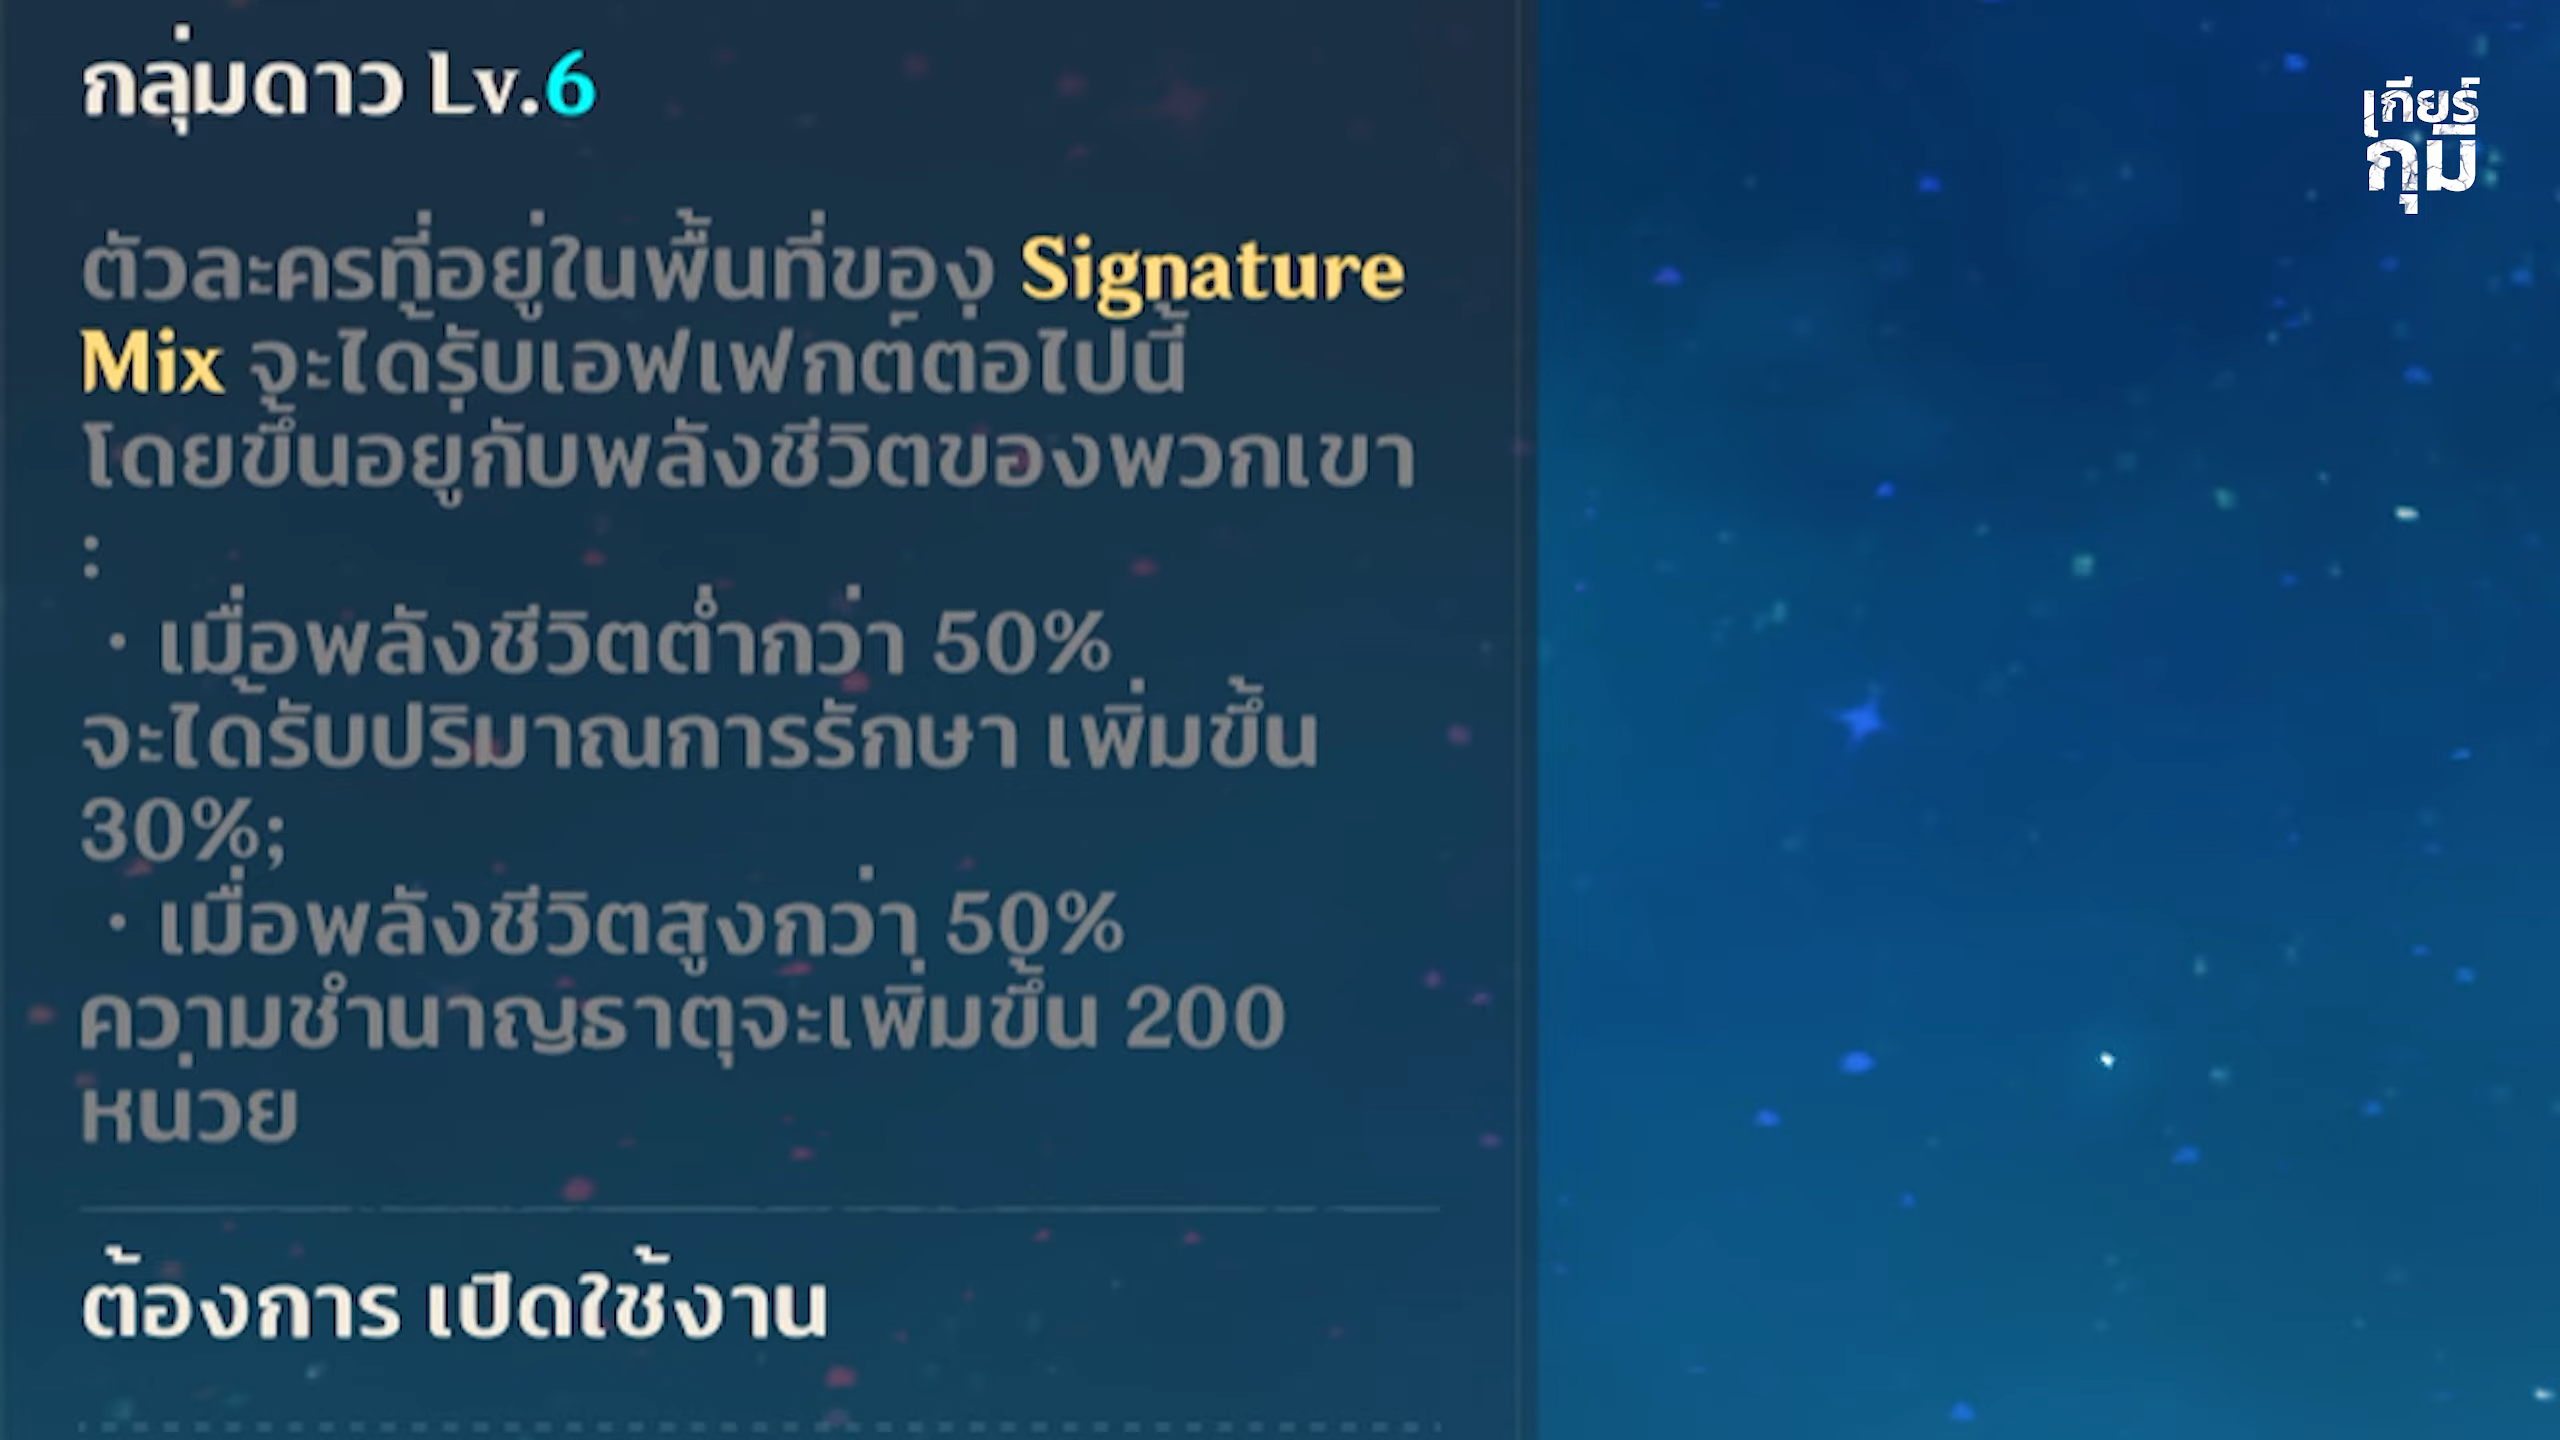 กลุ่มดาว Lv.6
เกียร์
กุมี
ตัวละครที่อยู่ในพื้นที่ของ Signature
Mix จะได้รับเอฟเฟกต์ต่อไปนี้
โดยขึ้นอยู่กับพลังชีวิตของพวกเขา
:
· เมื่อพลังชีวิตต่ำกว่า 50%
จะได้รับปริมาณการรักษา เพิ่มขึ้น
30%;
· เมื่อพลังชีวิตสูงกว่า 50%
ความชำนาญธาตุจะเพิ่มขึ้น 200
หน่วย
ต้องการ เปิดใช้งาน